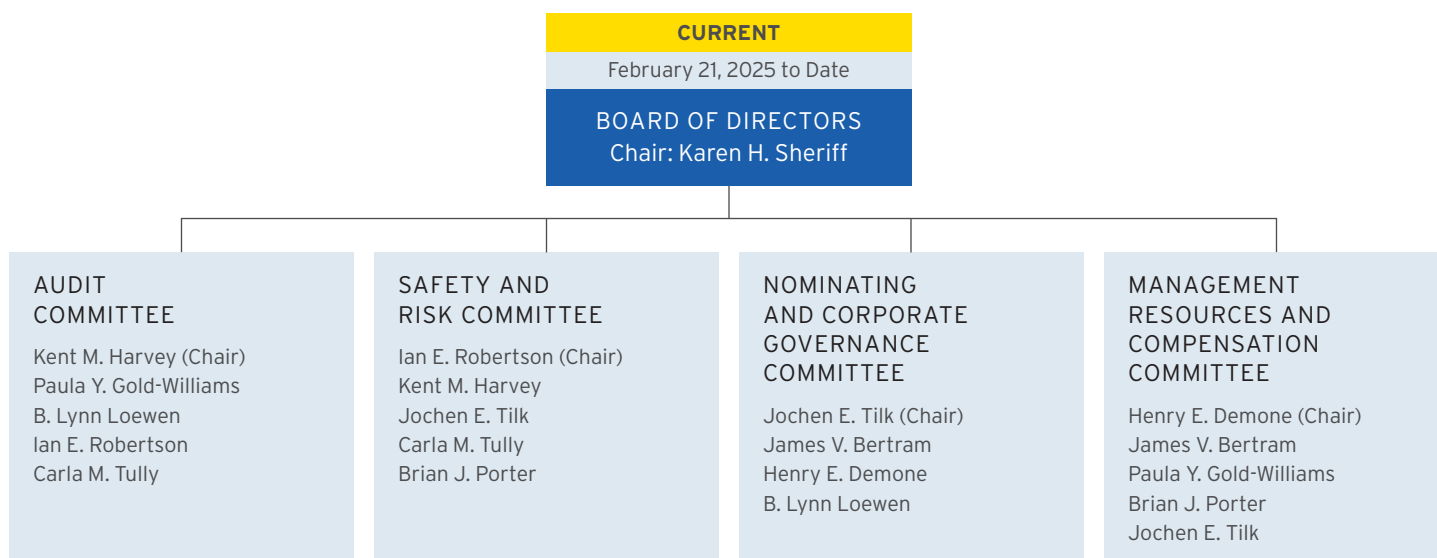 CURRENT
February 21, 2025 to Date
BOARD OF DIRECTORS
Chair: Karen H. Sheriff
AUDIT
COMMITTEE
Kent M. Harvey (Chair)
Paula Y. Gold-Williams
B. Lynn Loewen
Ian E. Robertson
Carla M. Tully
SAFETY AND
RISK COMMITTEE
Ian E. Robertson (Chair)
Kent M. Harvey
Jochen E. Tilk
Carla M. Tully
Brian J. Porter
NOMINATING
AND CORPORATE
GOVERNANCE
COMMITTEE
Jochen E. Tilk (Chair)
James V. Bertram
Henry E. Demone
B. Lynn Loewen
MANAGEMENT
RESOURCES AND
COMPENSATION
COMMITTEE
Henry E. Demone (Chair)
James V. Bertram
Paula Y. Gold-Williams
Brian J. Porter
Jochen E. Tilk